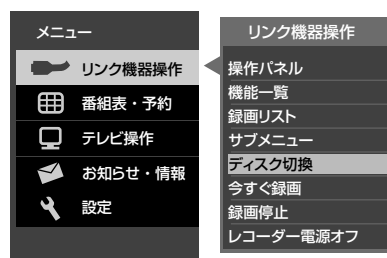 メニュー
リンク機器操作
番組表・予約
テレビ操作
お知らせ・情報
設定
リンク機器操作
操作パネル
機能一覧
録画リスト
サブメニュー
ディスク切換
今すぐ録画
録画停止
レコーダー電源オフ